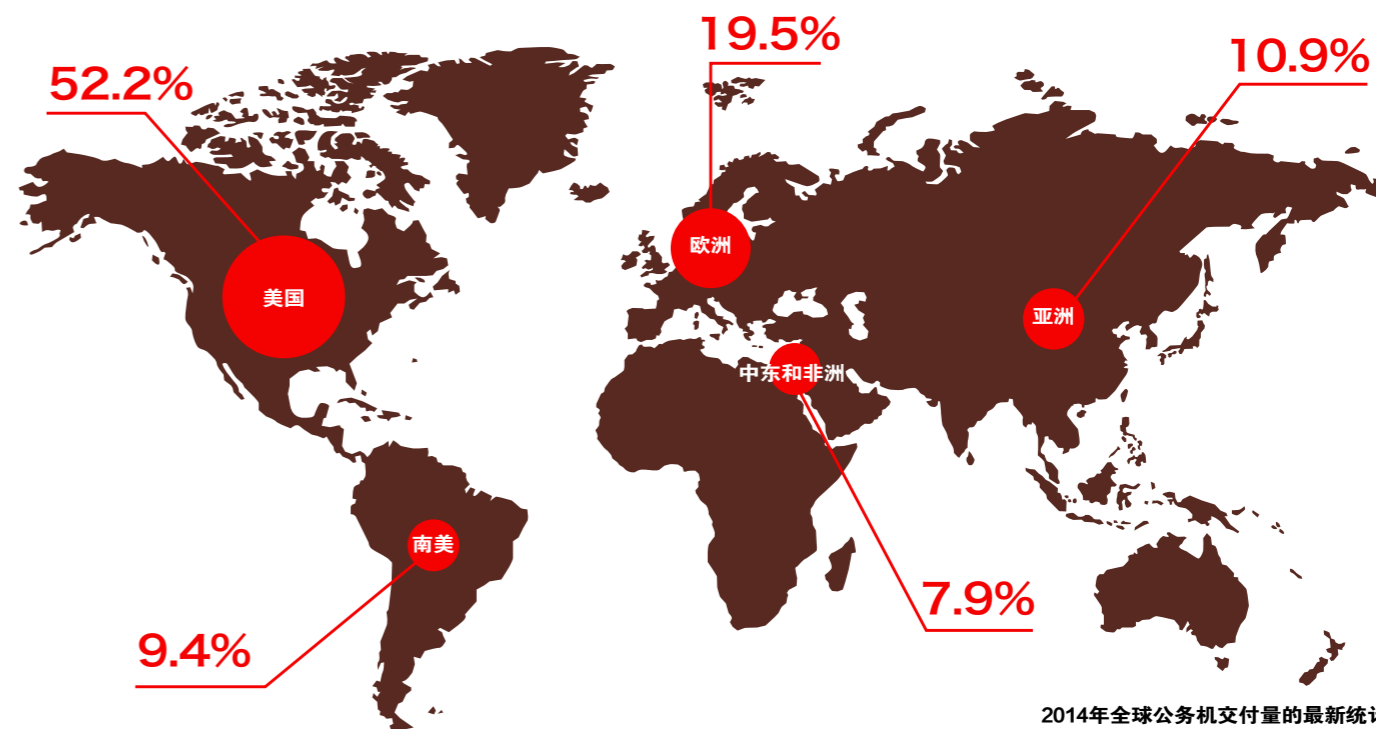 19.5%
10.9%
52.2%
欧洲
美国
亚洲
中东和非洲
南美
7.9%
9.4%
2014年全球公务机交付量的最新统